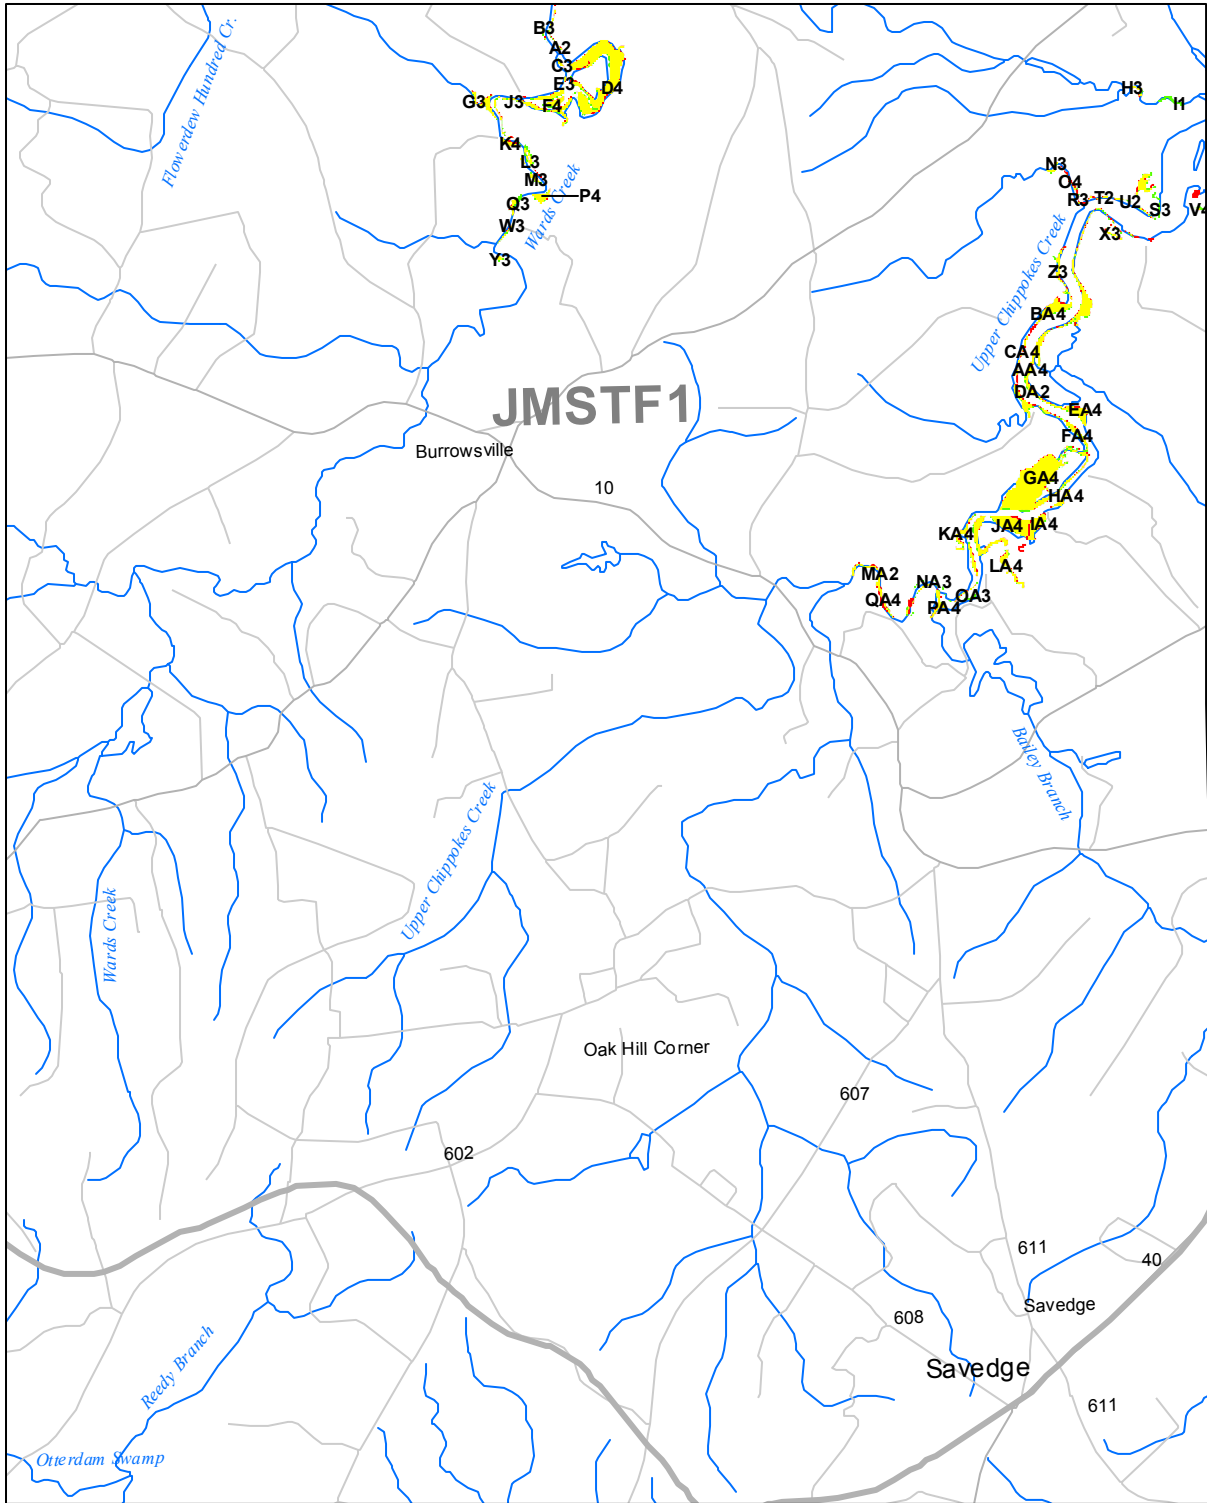 B3
A2
C3
E3
D4
G3
J3
F4
H3
I1
K4
L3
M3
P4
Q3
W3
Y3
Flowerdew Hundred Cr.
Wards Creek
N3
O4
R3
T2
U2
S3
X3
Z3
BA4
Upper Chippokes Creek
CA4
AA4
DA2
EA4
FA4
GA4
HA4
JA4
IA4
KA4
LA4
MA2
NA3
QA4
PA4
OA3
JMSTF1
Burrowsville
10
Bailey Branch
Upper Chippokes Creek
Wards Creek
Oak Hill Corner
607
602
611
40
Savedge
608
Savedge
611
Reedy Branch
Otterdam Swamp